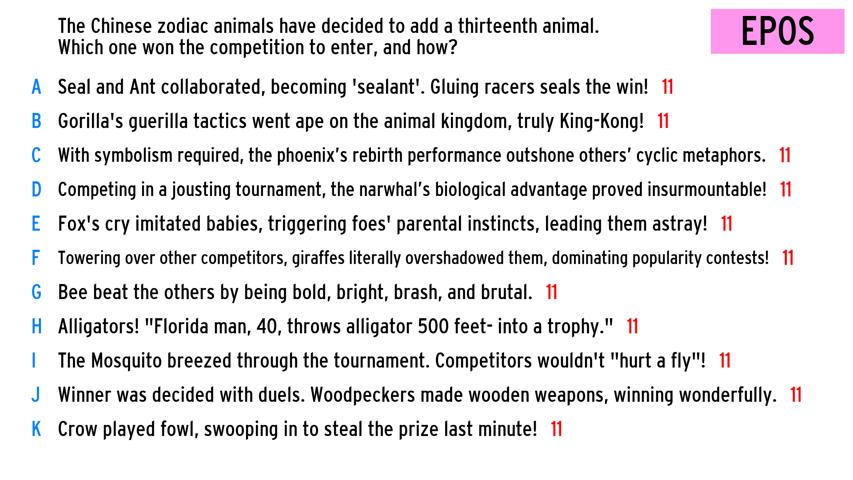 The Chinese zodiac animals have decided to add a thirteenth animal.
Which one won the competition to enter, and how?
EPOS
A Seal and Ant collaborated, becoming 'sealant'. Gluing racers seals the win! 11
B Gorilla's guerilla tactics went ape on the animal kingdom, truly King-Kong! 11
C With symbolism required, the phoenix’s rebirth performance outshone others’ cyclic metaphors. 11
D Competing in a jousting tournament, the narwhal’s biological advantage proved insurmountable! 11
E Fox's cry imitated babies, triggering foes' parental instincts, leading them astray! 11
F Towering over other competitors, giraffes literally overshadowed them, dominating popularity contests! 11
G Bee beat the others by being bold, bright, brash, and brutal. 11
H Alligators! "Florida man, 40, throws alligator 500 feet- into a trophy." 11
I The Mosquito breezed through the tournament. Competitors wouldn't "hurt a fly"! 11
J Winner was decided with duels. Woodpeckers made wooden weapons, winning wonderfully. 11
K Crow played fowl, swooping in to steal the prize last minute! 11